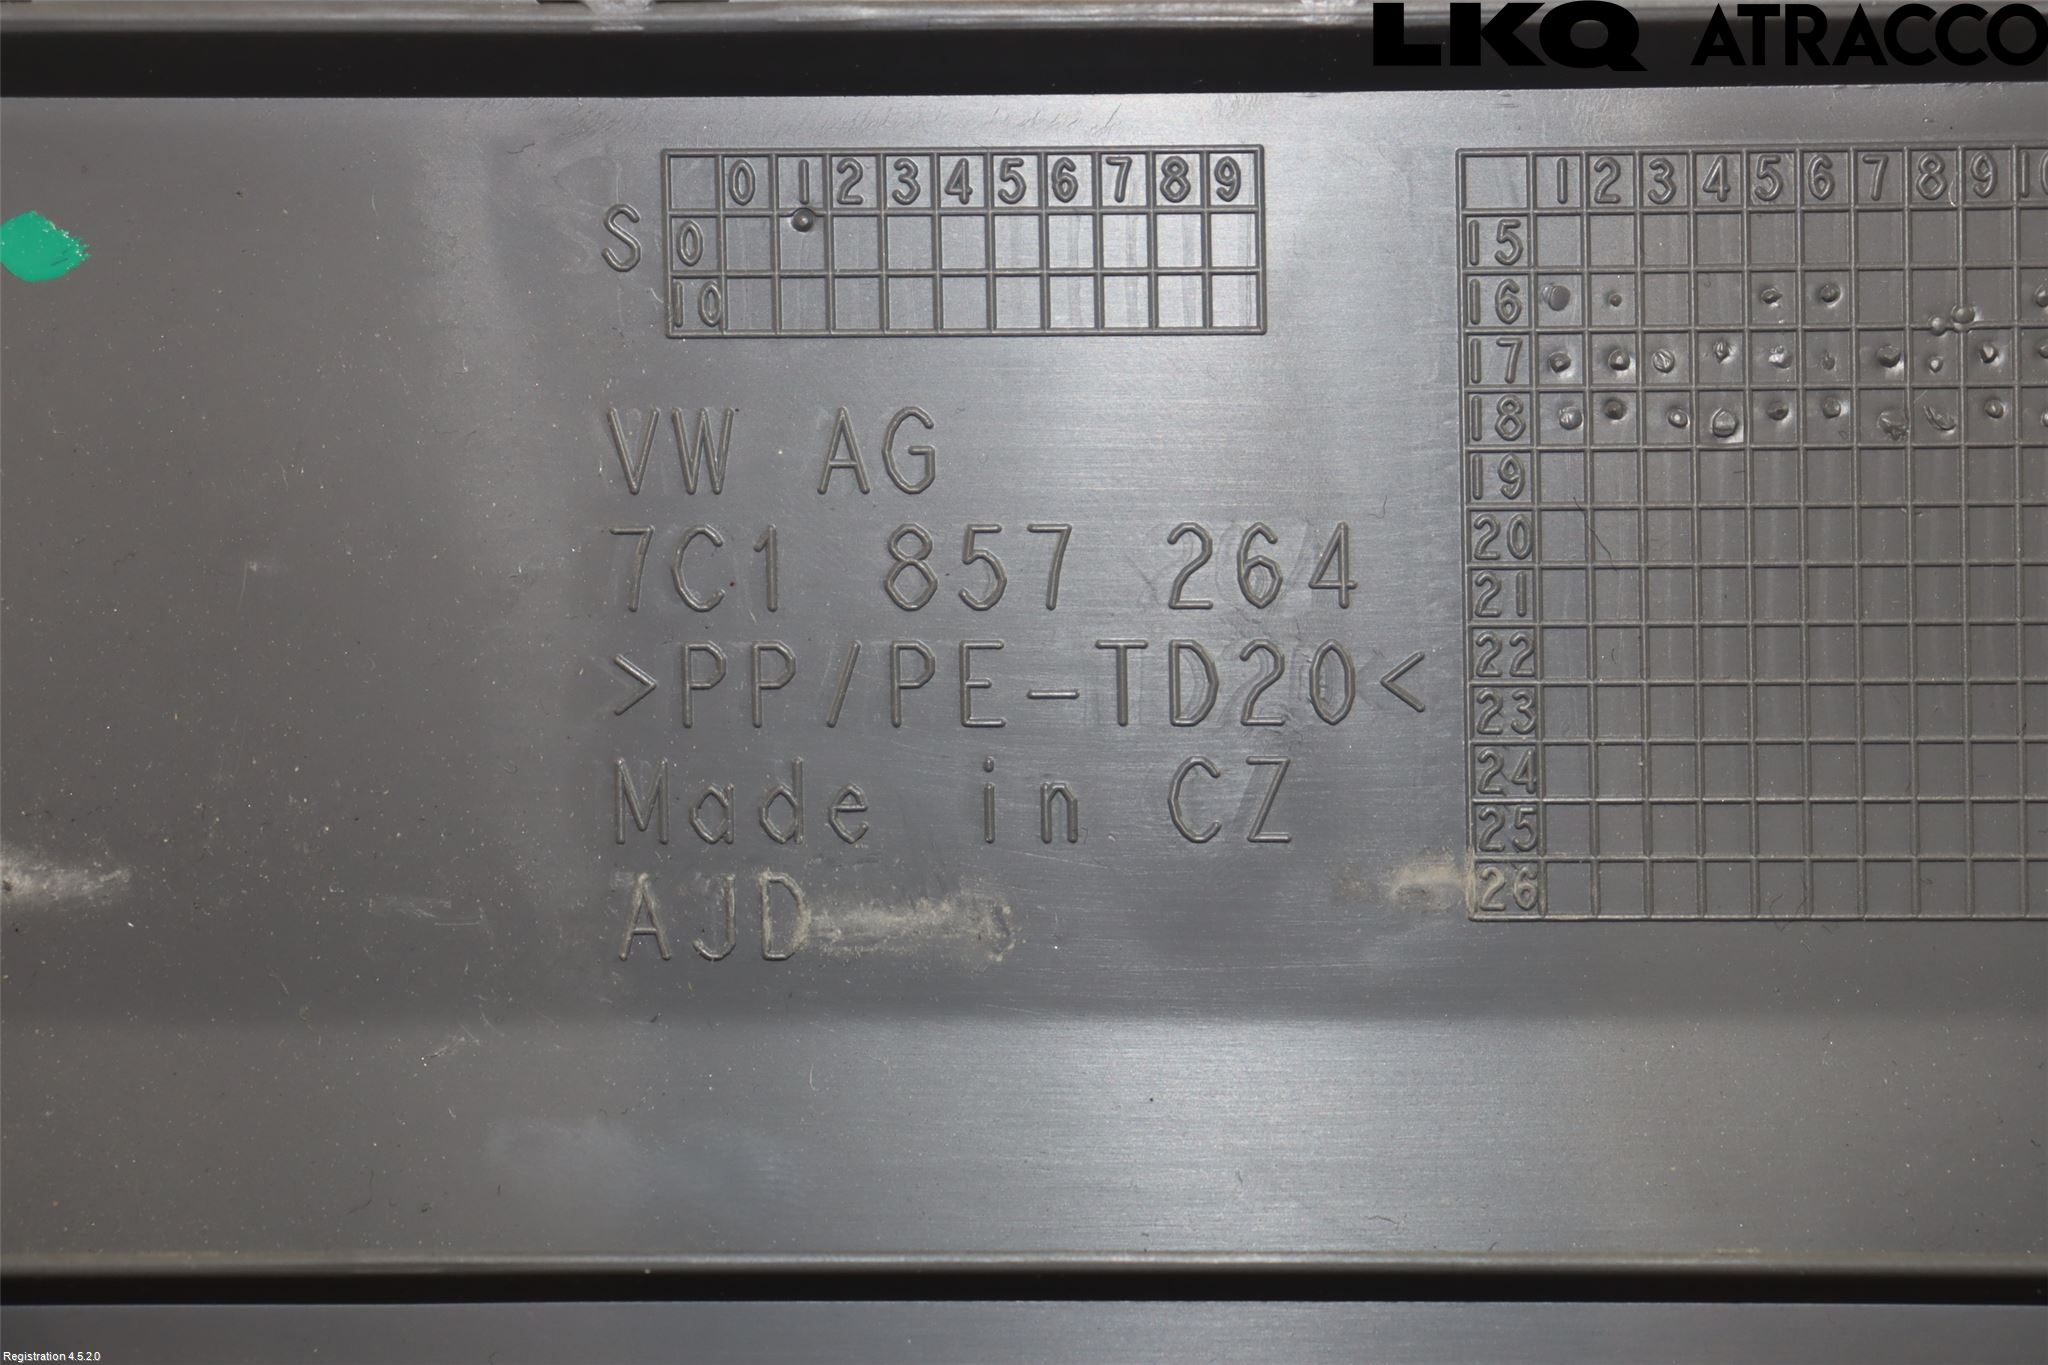 LKQ ATRACCO
0 1 2 3 4 5 6 7 8 9
S
0
10
1 2 3 4 5 6 7 8 9 10
15
16
17
18
19
20
21
22
23
24
25
26
VW AG
7C1 857 264
>PP/PE-TD20<
Made in CZ
AJD
Registration 4.5.2.0